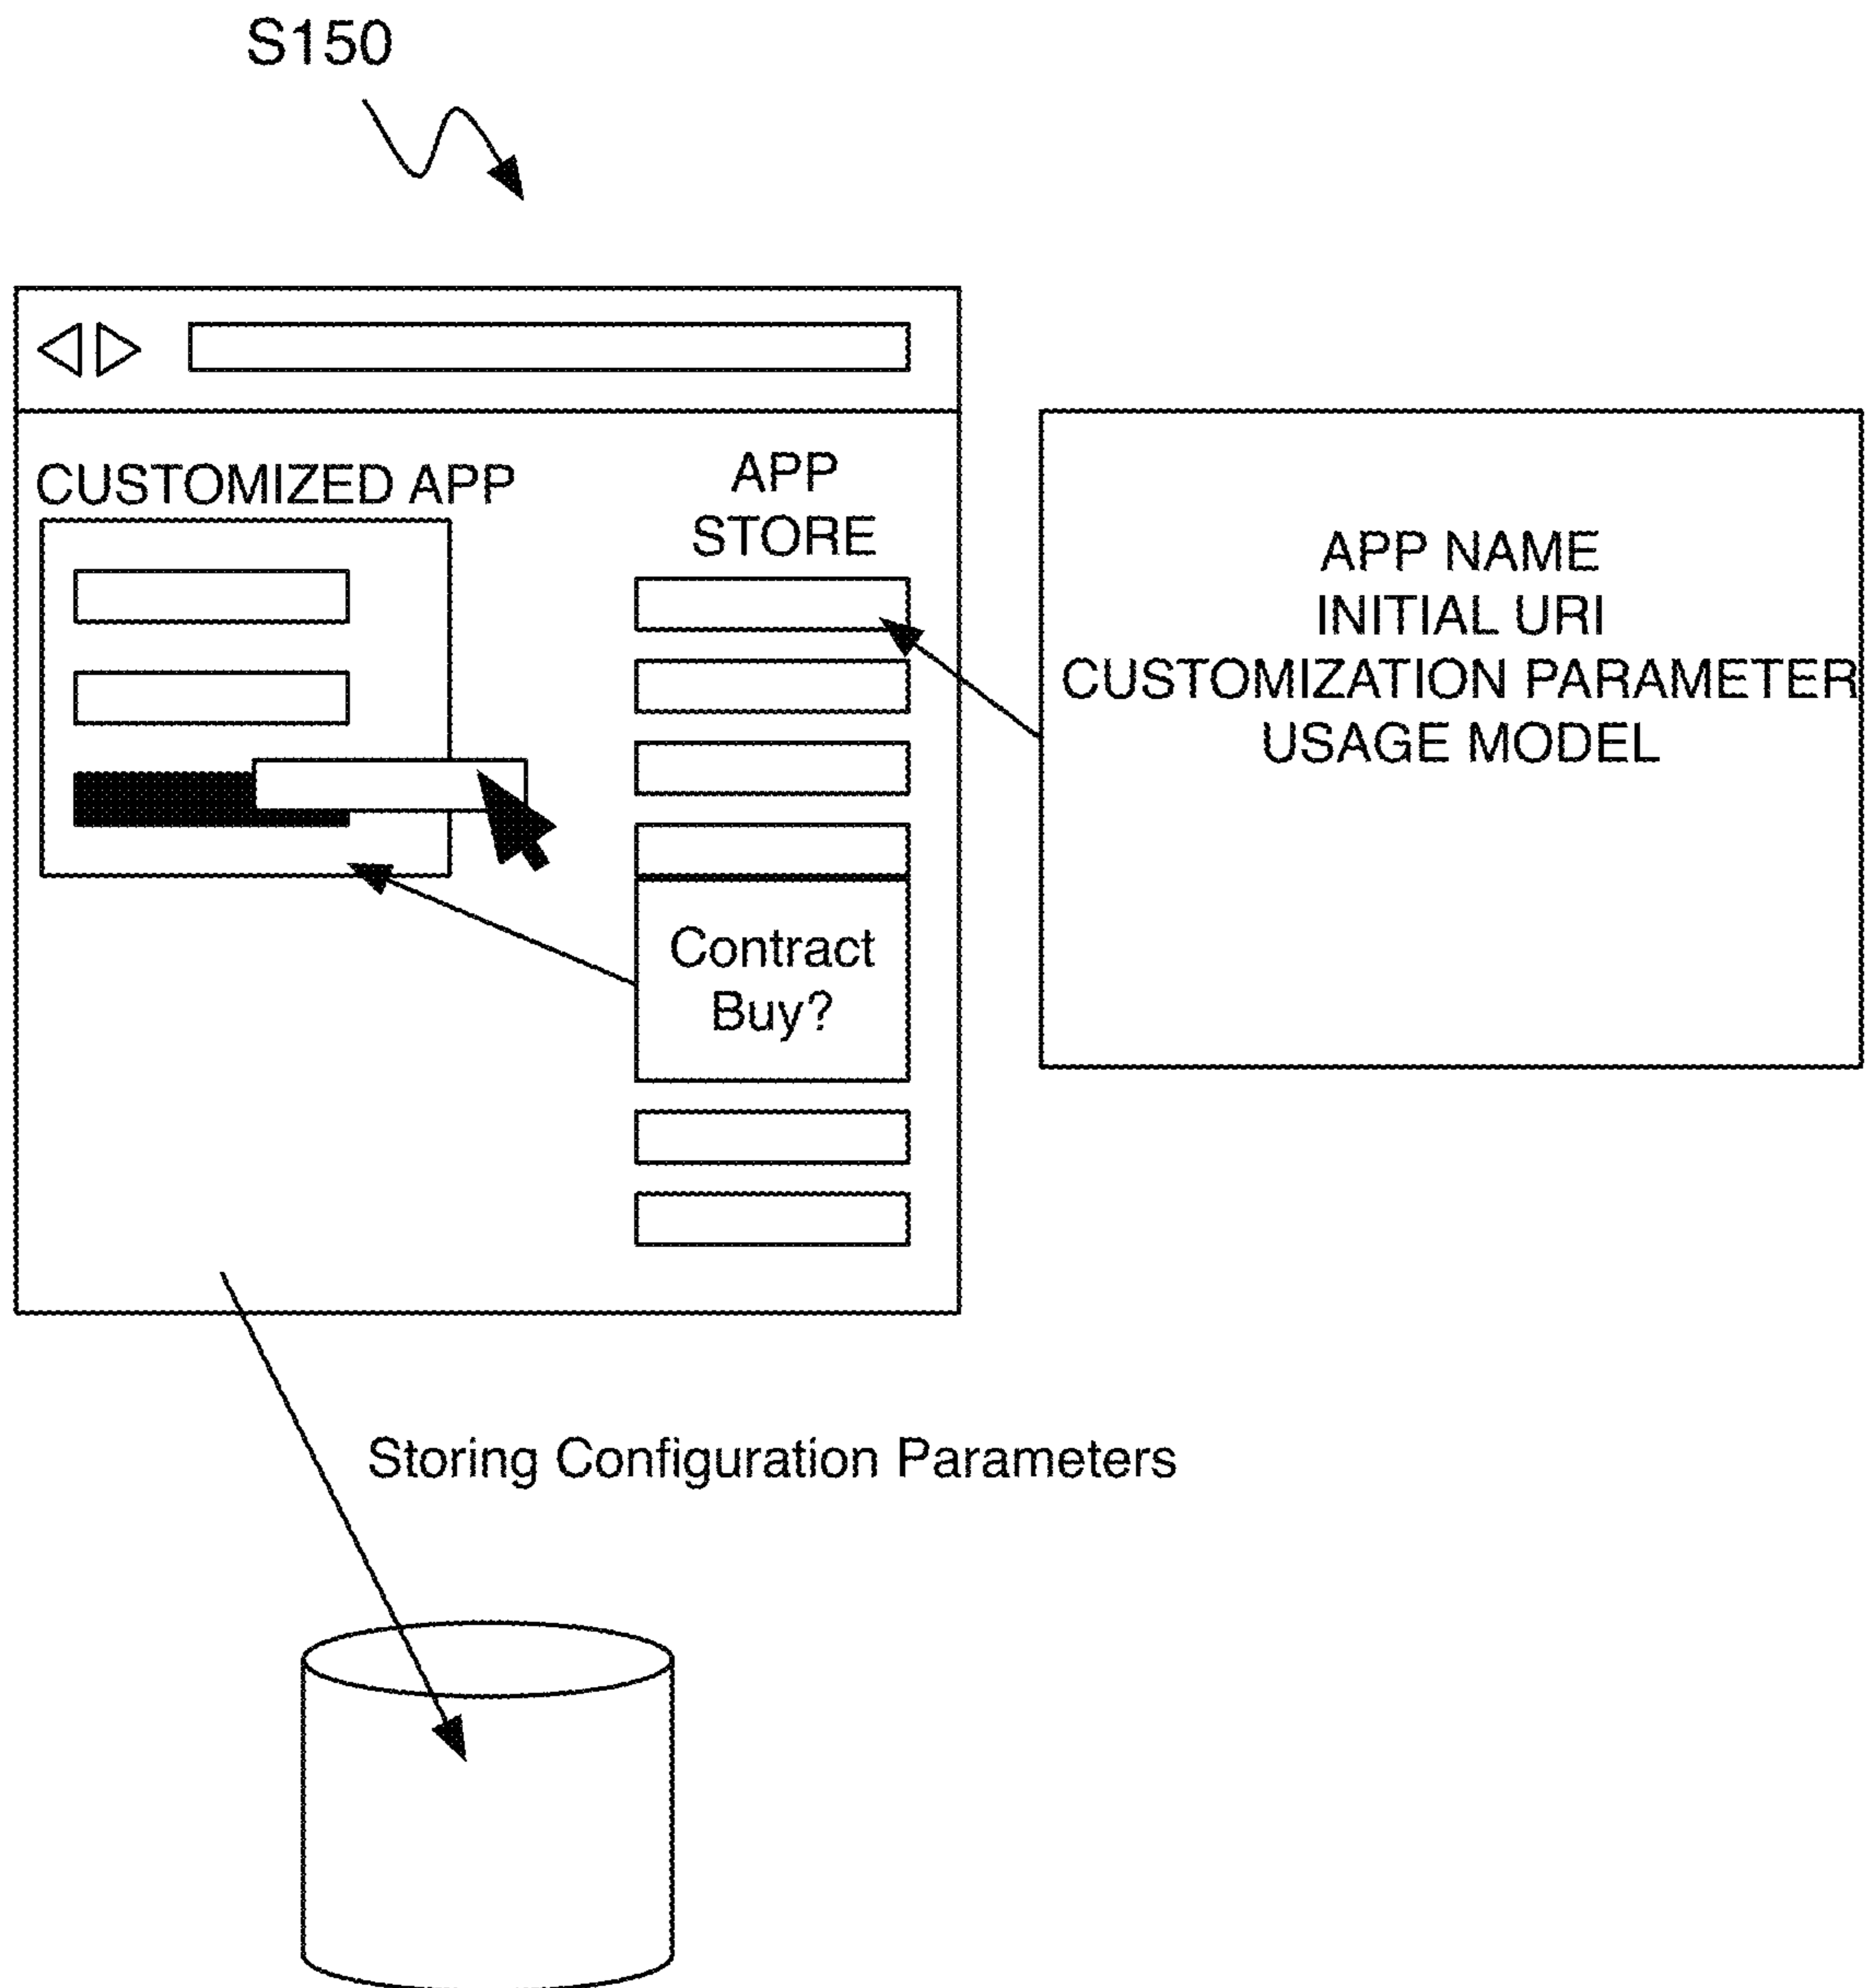 S150
CUSTOMIZED APP
APP
STORE
APP NAME
INITIAL URI
CUSTOMIZATION PARAMETER
USAGE MODEL
Contract
Buy?
Storing Configuration Parameters